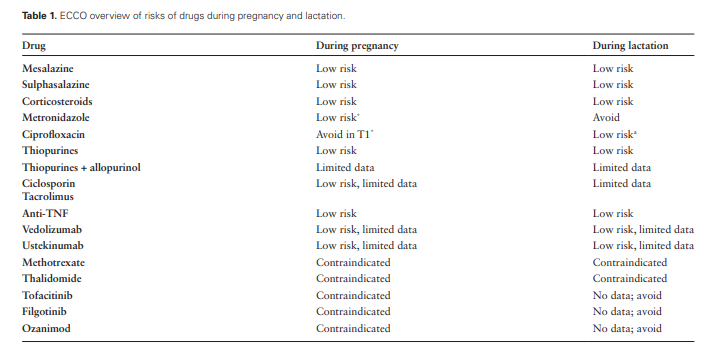 Table 1. ECCO overview of risks of drugs during pregnancy and lactation.
Drug During pregnancy During lactation
Mesalazine Low risk Low risk
Sulphasalazine Low risk Low risk
Corticosteroids Low risk Low risk
Metronidazole Low risk* Avoid
Ciprofloxacin Avoid in T1* Low riskᵃ
Thiopurines Low risk Low risk
Thiopurines + allopurinol Limited data Limited data
Ciclosporin Low risk, limited data Limited data
Tacrolimus
Anti-TNF Low risk Low risk
Vedolizumab Low risk, limited data Low risk, limited data
Ustekinumab Low risk, limited data Low risk, limited data
Methotrexate Contraindicated Contraindicated
Thalidomide Contraindicated Contraindicated
Tofacitinib Contraindicated No data; avoid
Filgotinib Contraindicated No data; avoid
Ozanimod Contraindicated No data; avoid